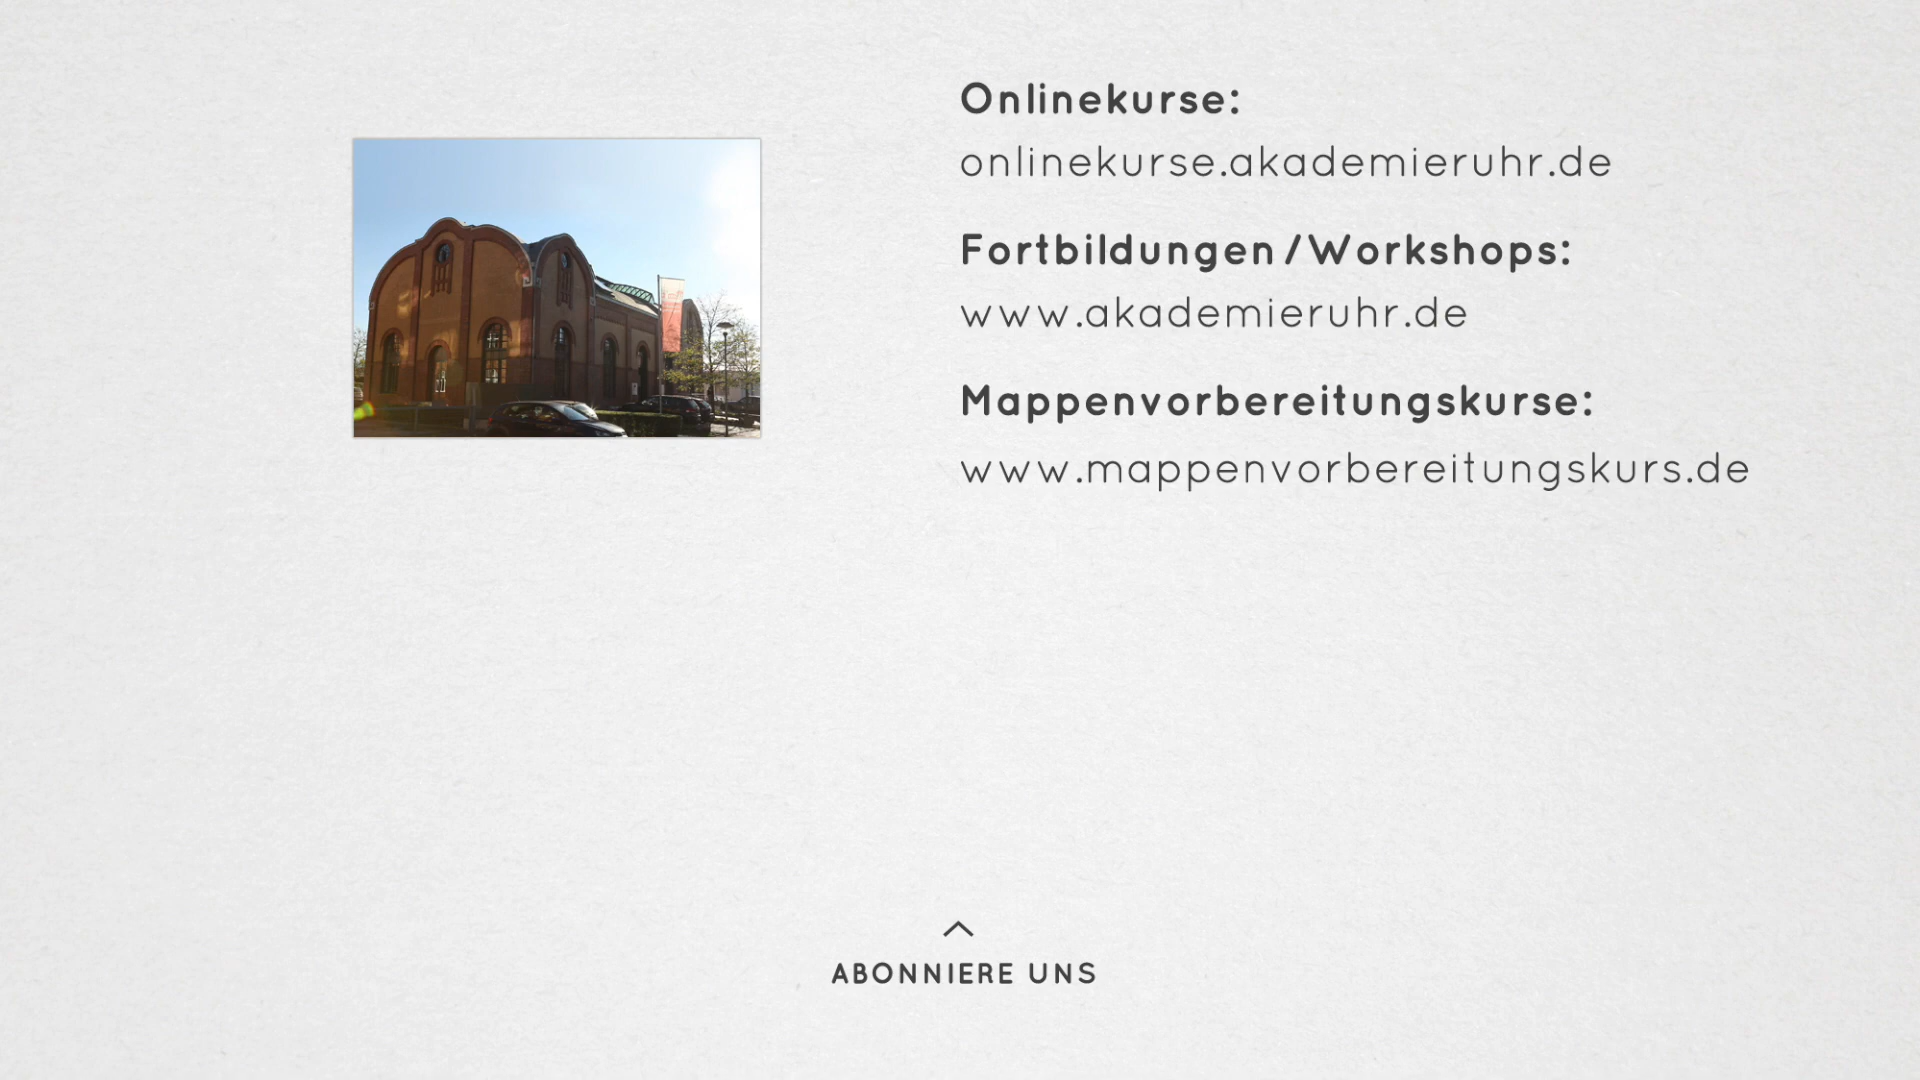 Onlinekurse:
onlinekurse.akademieruhr.de
Fortbildungen/Workshops:
www.akademieruhr.de
Mappenvorbereitungskurse:
www.mappenvorbereitungskurs.de
ABONNIERE UNS